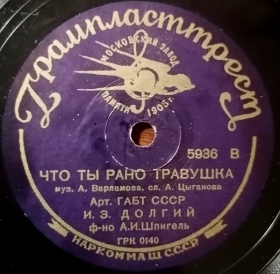 Грампласттрест
МОСКОВСКИЙ ЗАВОД
ПАМЯТИ 1905 г.
5936 В
ЧТО ТЫ РАНО ТРАВУШКА
муз. А. Варламова, сл. А. Цыганова
Арт. ГАБТ СССР
И. З. ДОЛГИЙ
ф-но А.И.Шпигель
ГРК 0140
НАРКОММАШ СССР